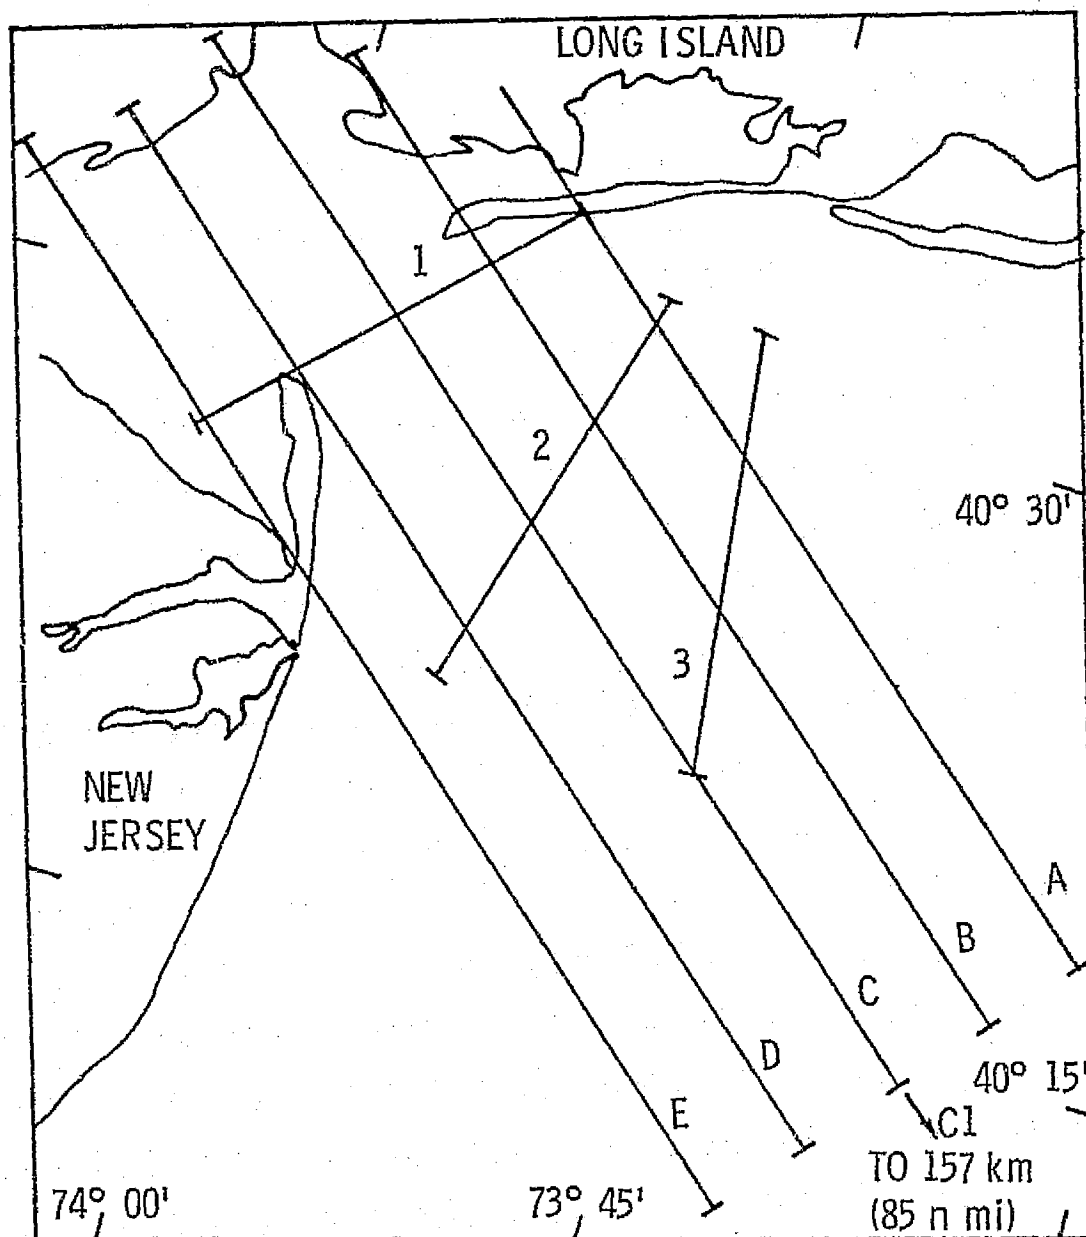 LONG ISLAND
1
2
40° 30'
3
NEW
JERSEY
A
B
C
D
40° 15'
E
C1
TO 157 km
(85 n mi)
74° 00'
73° 45'